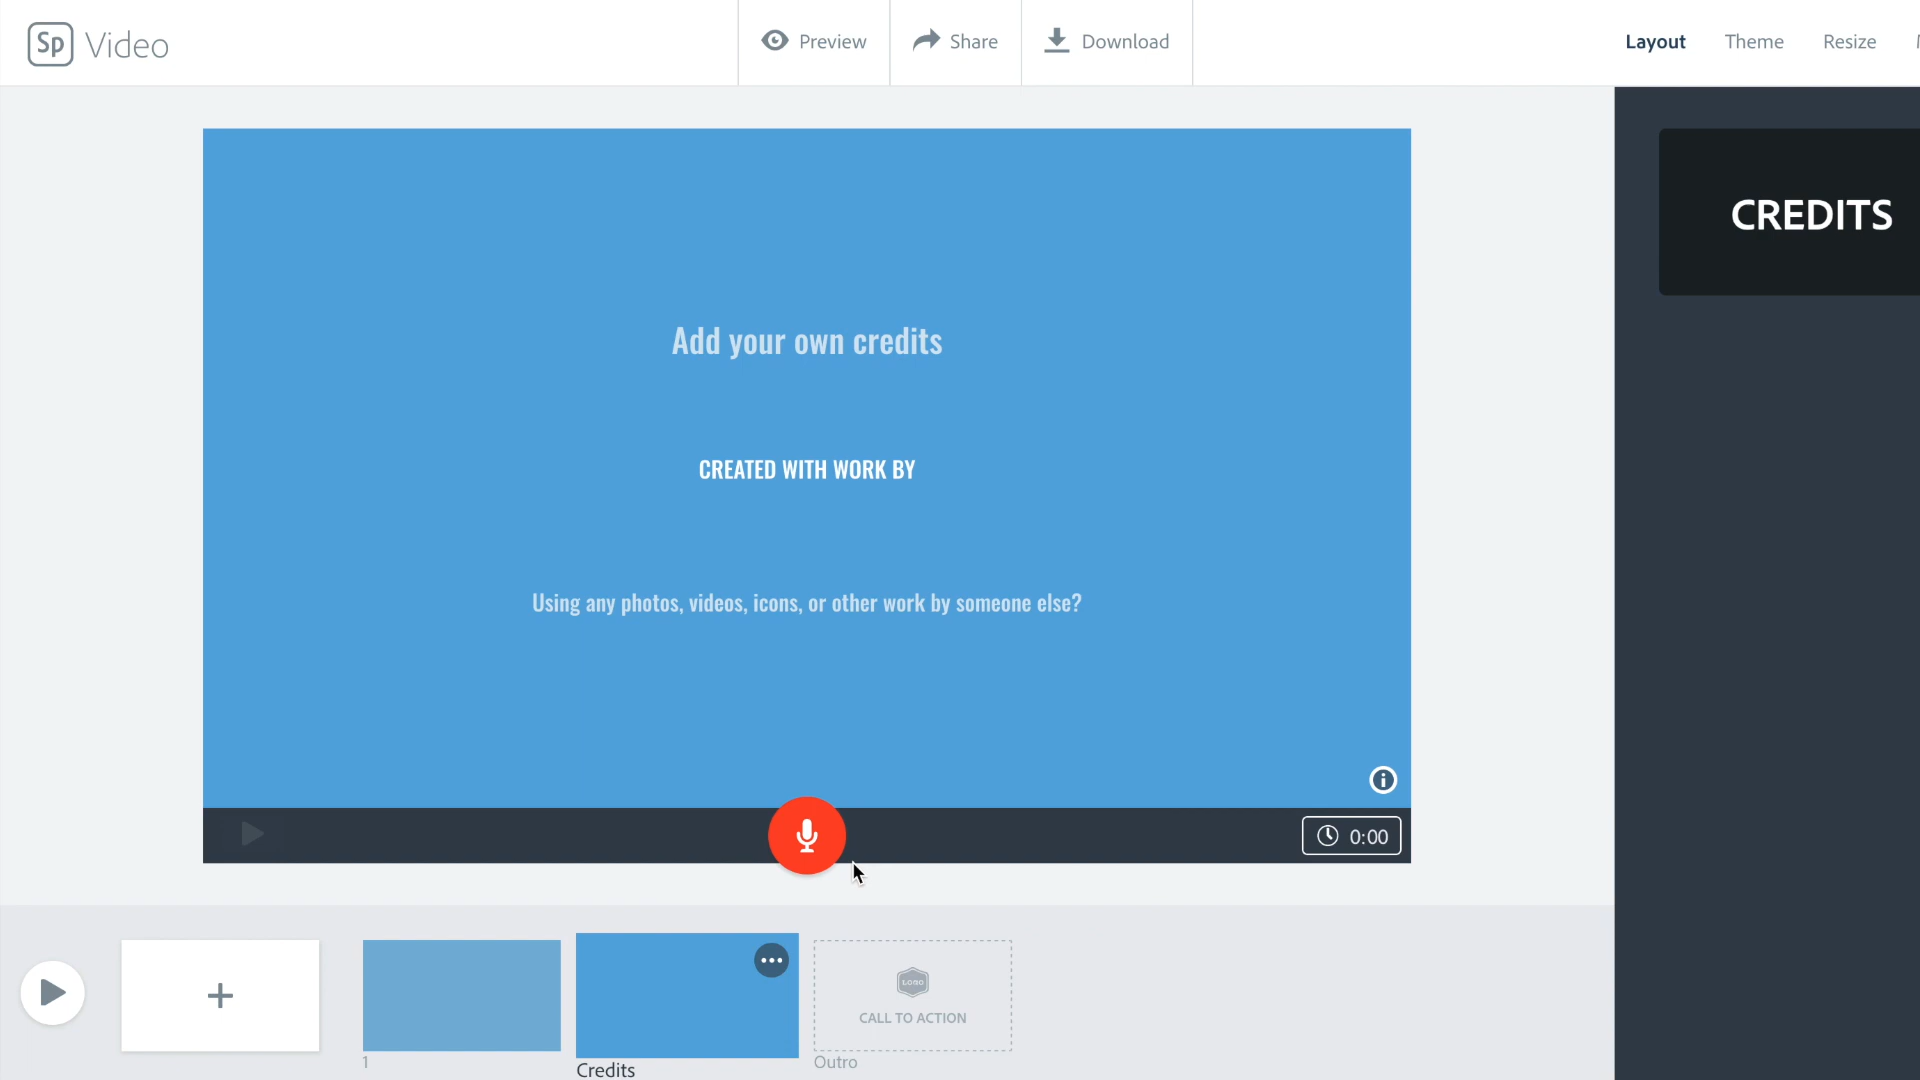 Sp Video
Preview
Share
Download
Layout
Theme
Resize
CREDITS
Add your own credits
CREATED WITH WORK BY
Using any photos, videos, icons, or other work by someone else?
0:00
LOGO
CALL TO ACTION
1
Credits
Outro